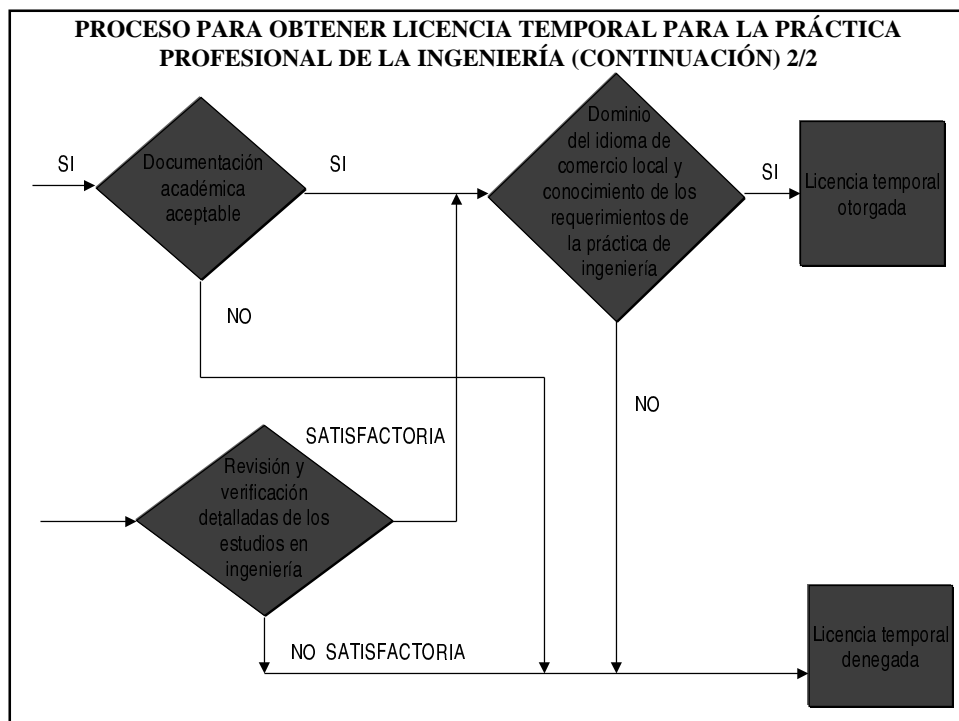 PROCESO PARA OBTENER LICENCIA TEMPORAL PARA LA PRÁCTICA
PROFESIONAL DE LA INGENIERÍA (CONTINUACIÓN) 2/2
SI
Documentación
académica
aceptable
SI
NO
Dominio
del idioma de
comercio local y
conocimiento de los
requerimientos de
la práctica de
ingeniería
SI
Licencia temporal
otorgada
NO
Revisión y
verificación
detalladas de los
estudios en
ingeniería
SATISFACTORIA
NO SATISFACTORIA
Licencia temporal
denegada